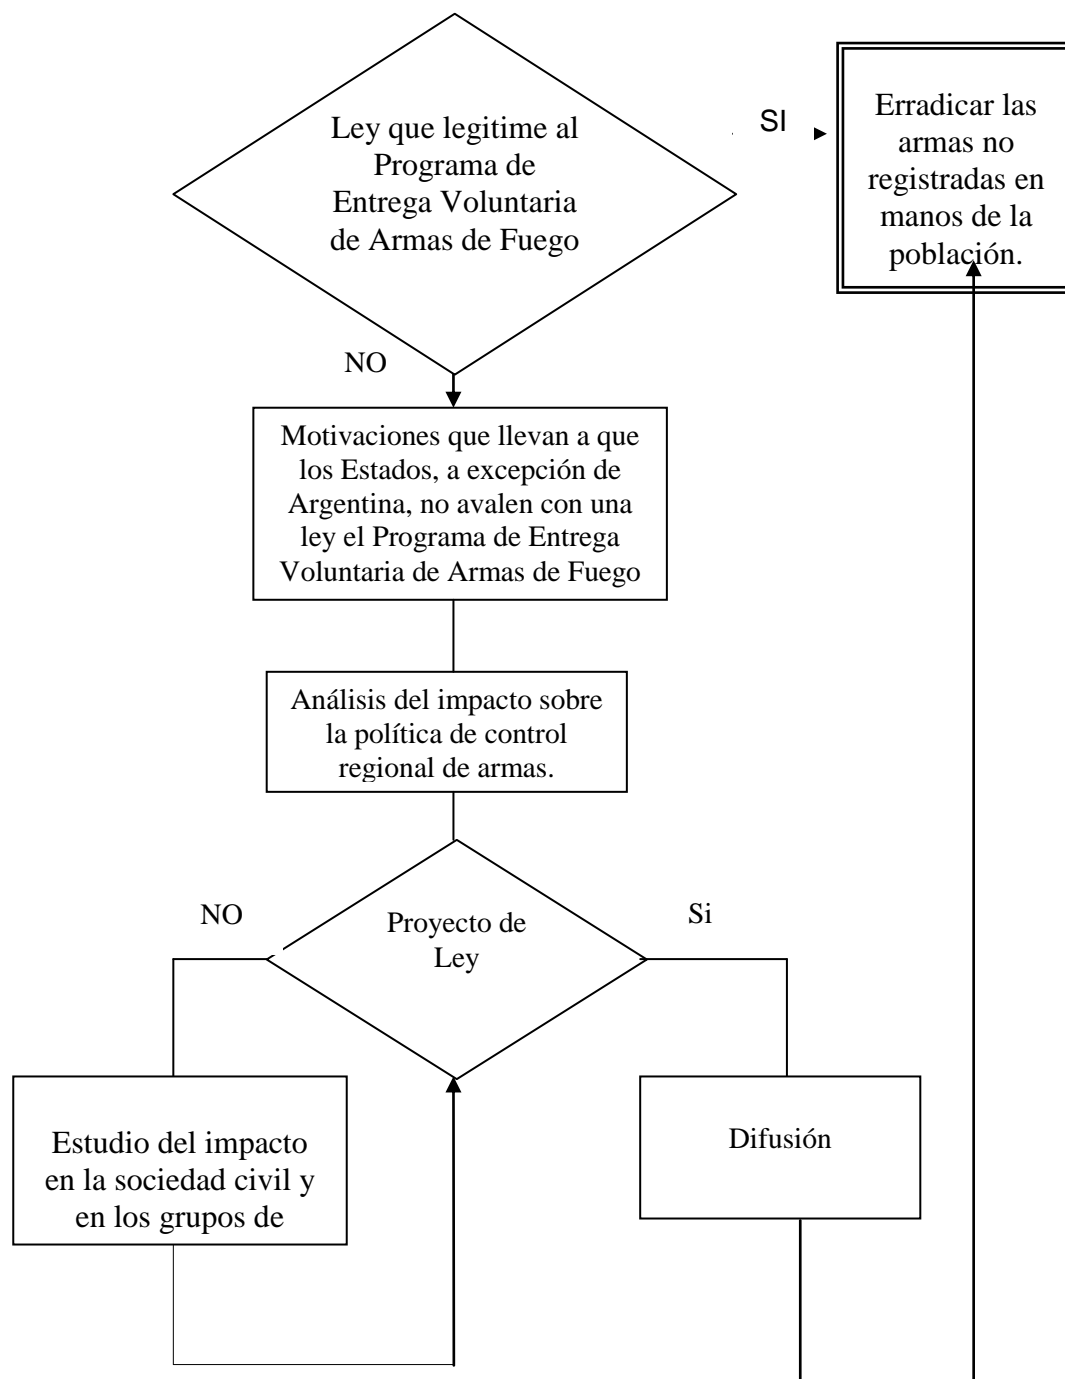 Ley que legitime al
Programa de
Entrega Voluntaria
de Armas de Fuego
SI
Erradicar las
armas no
registradas en
manos de la
población.
NO
Motivaciones que llevan a que
los Estados, a excepción de
Argentina, no avalen con una
ley el Programa de Entrega
Voluntaria de Armas de Fuego
Análisis del impacto sobre
la política de control
regional de armas.
NO
Proyecto de
Ley
Si
Estudio del impacto
en la sociedad civil y
en los grupos de
Difusión